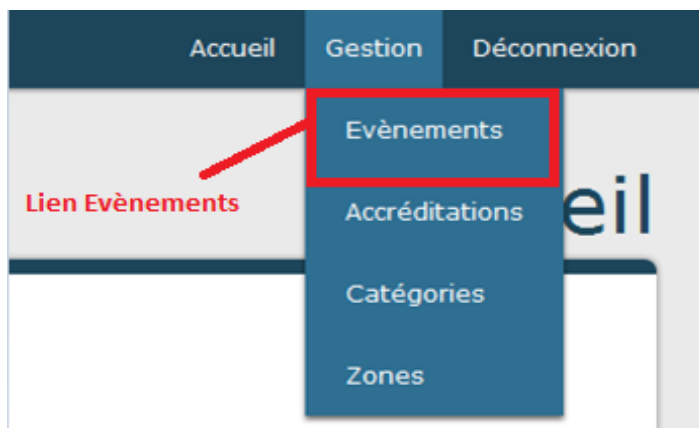 Accueil Gestion Déconnexion
Evènements
Lien Evènements
Accréditations
eil
Catégories
Zones